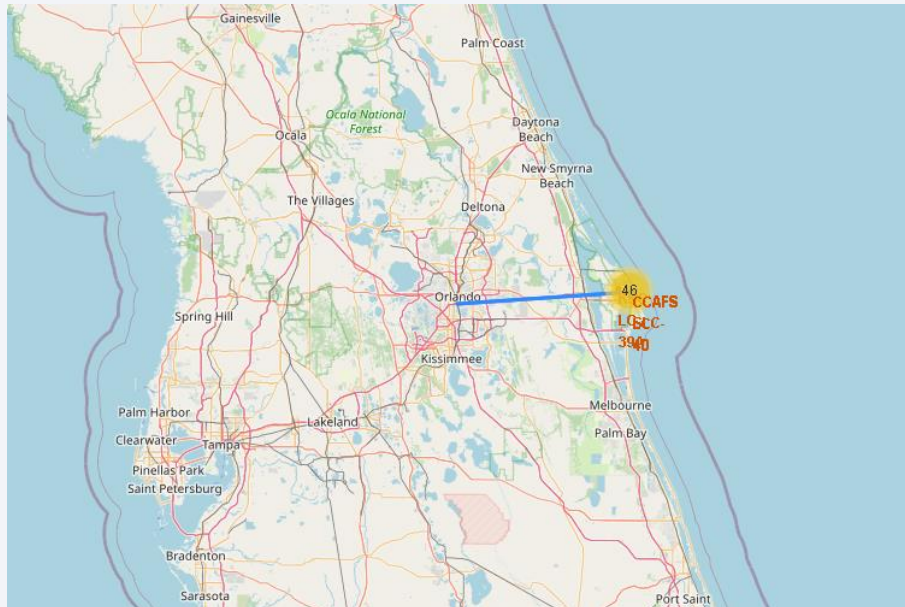 Gainesville
Palm Coast
Ocala National
Forest
Ocala
Daytona
Beach
New Smyrna
Beach
The Villages
Deltona
46
Orlando
CCAFS
Spring Hill
Kissimmee
Melbourne
Palm Harbor
Lakeland
Palm Bay
Clearwater
Tampa
Pinellas Park
Saint Petersburg
Bradenton
Sarasota
Port Saint